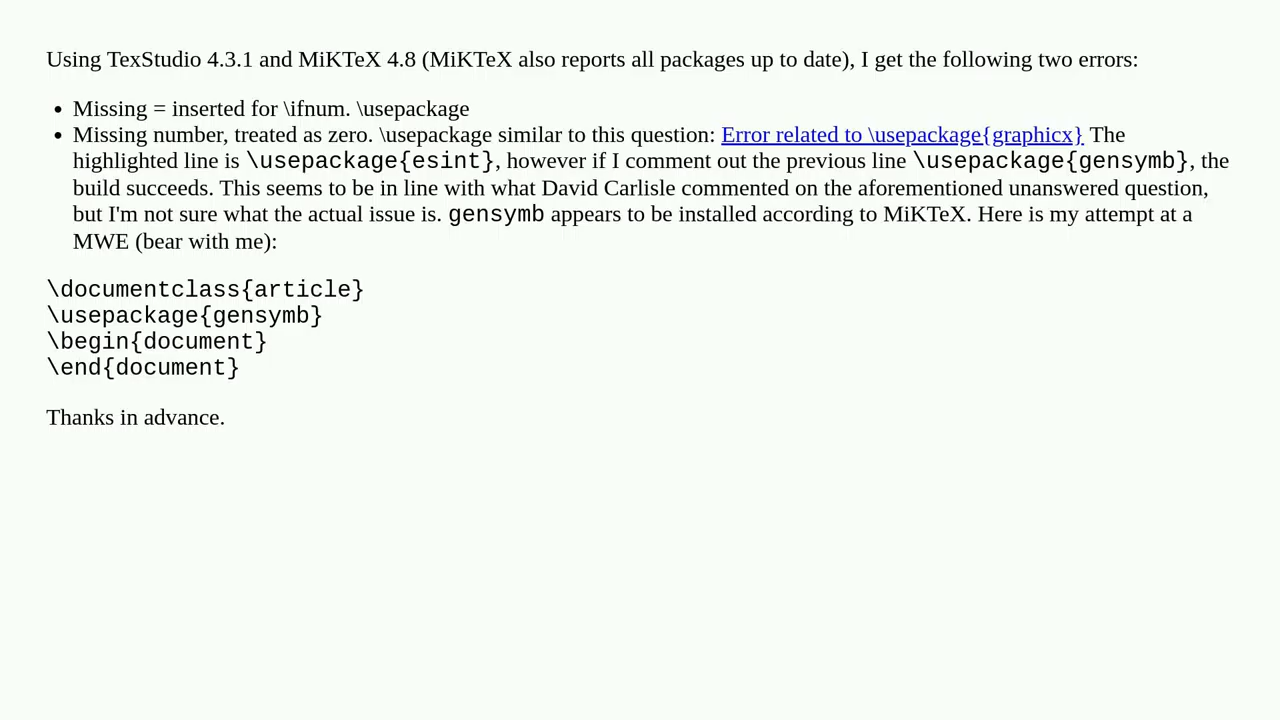 Using TexStudio 4.3.1 and MiKTeX 4.8 (MiKTeX also reports all packages up to date), I get the following two errors:
• Missing = inserted for \ifnum. \usepackage
• Missing number, treated as zero. \usepackage similar to this question: Error related to \usepackage{graphicx} The
highlighted line is \usepackage{esint}, however if I comment out the previous line \usepackage{gensymb}, the
build succeeds. This seems to be in line with what David Carlisle commented on the aforementioned unanswered question,
but I'm not sure what the actual issue is. gensymb appears to be installed according to MiKTeX. Here is my attempt at a
MWE (bear with me):
\documentclass{article}
\usepackage{gensymb}
\begin{document}
\end{document}
Thanks in advance.